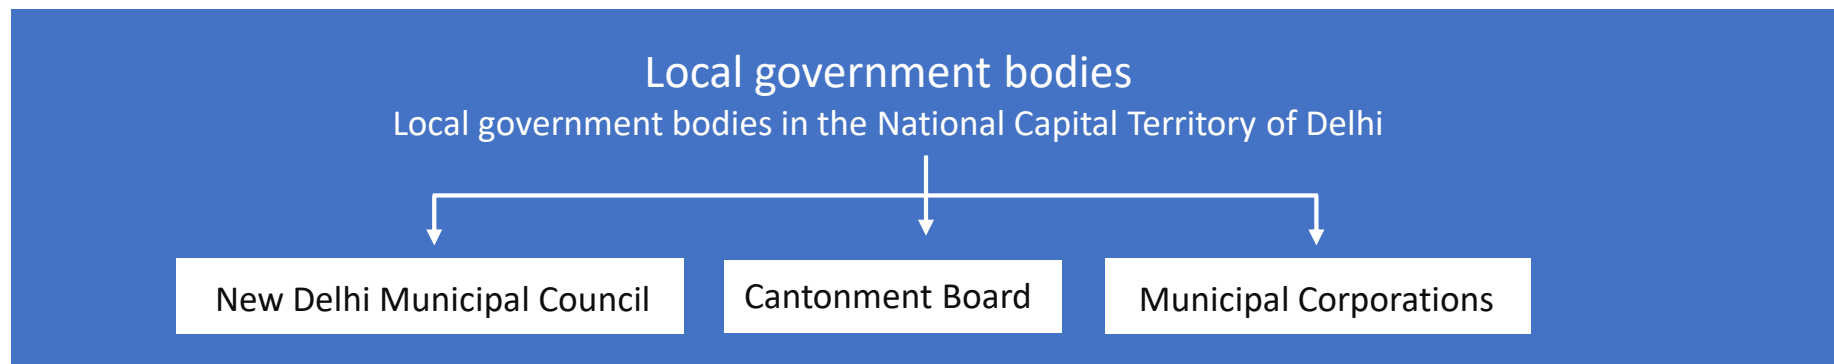 Local government bodies
Local government bodies in the National Capital Territory of Delhi
New Delhi Municipal Council
Cantonment Board
Municipal Corporations